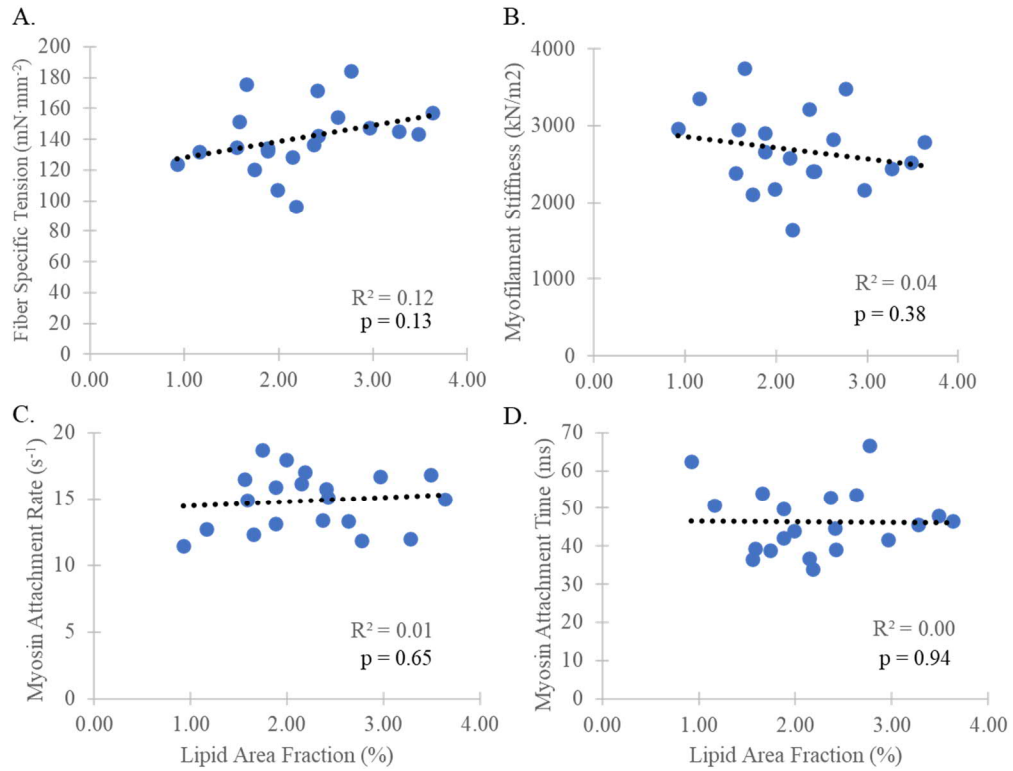 A.
Fiber Specific Tension (mN·mm-2)
200
180
160
140
120
100
80
60
40
20
0
R² = 0.12
p = 0.13
0.00 1.00 2.00 3.00 4.00
B.
Myofilament Stiffness (kN/m2)
4000
3000
2000
1000
0
R² = 0.04
p = 0.38
0.00 1.00 2.00 3.00 4.00
C.
Myosin Attachment Rate (s-1)
20
15
10
5
0
R² = 0.01
p = 0.65
0.00 1.00 2.00 3.00 4.00
Lipid Area Fraction (%)
D.
Myosin Attachment Time (ms)
70
60
50
40
30
20
10
0
R² = 0.00
p = 0.94
0.00 1.00 2.00 3.00 4.00
Lipid Area Fraction (%)